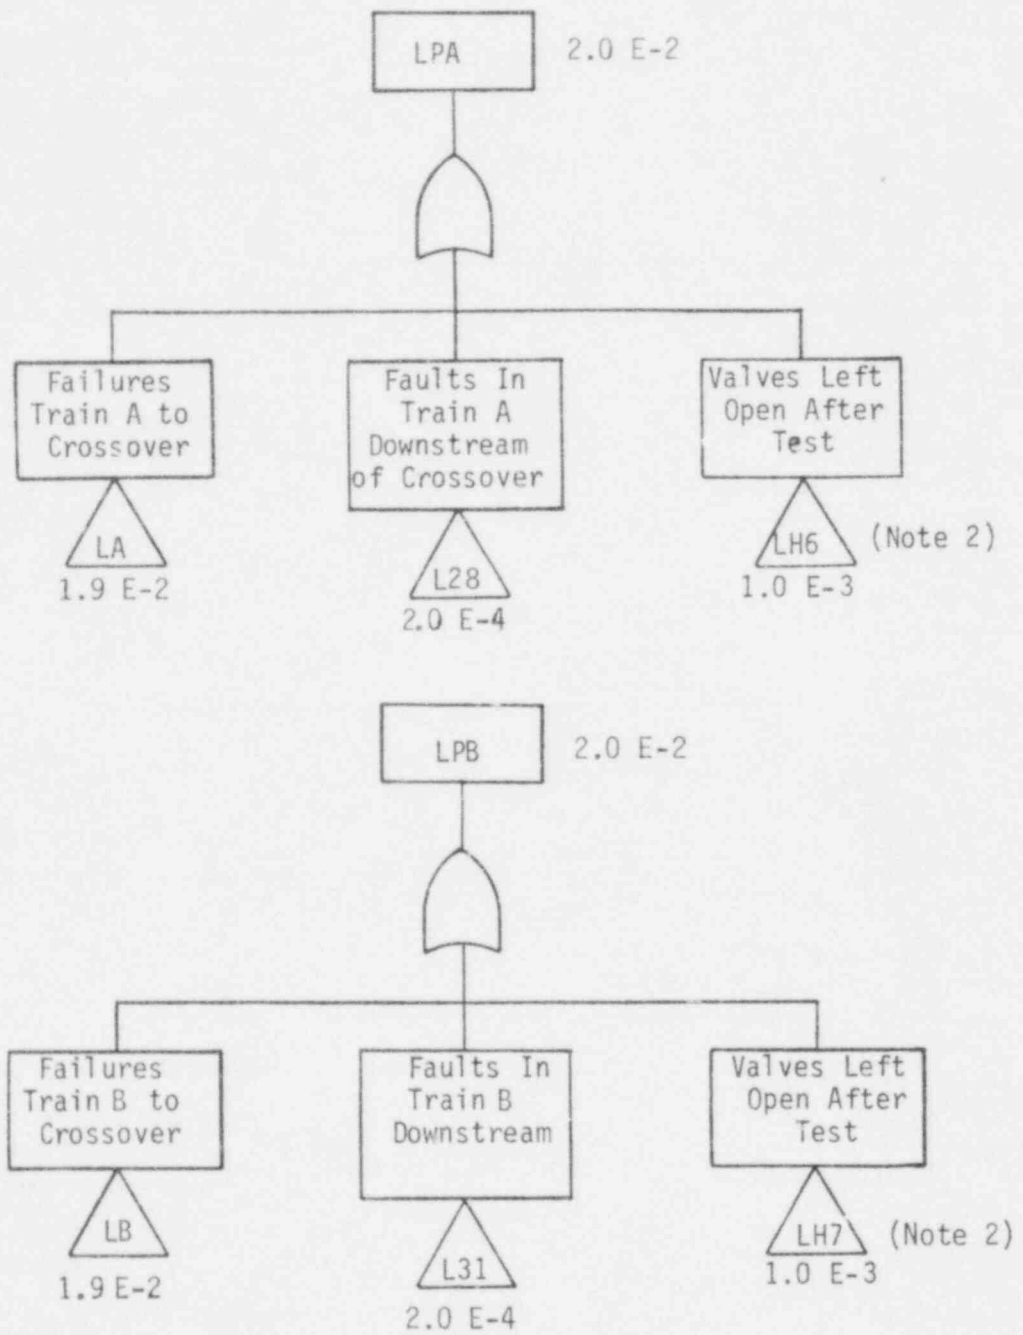 LPA
2.0 E-2
Failures
Train A to
Crossover
Faults In
Train A
Downstream
of Crossover
Valves Left
Open After
Test
LA
1.9 E-2
L28
2.0 E-4
LH6
(Note 2)
1.0 E-3
LPB
2.0 E-2
Failures
Train B to
Crossover
Faults In
Train B
Downstream
Valves Left
Open After
Test
LB
1.9 E-2
L31
2.0 E-4
LH7
(Note 2)
1.0 E-3